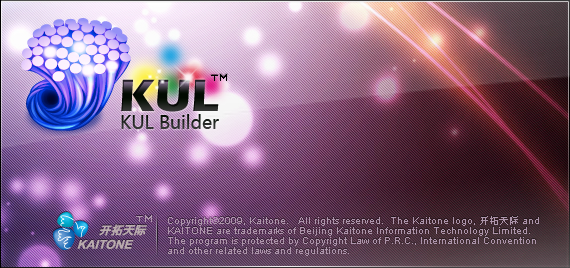 KUL™
KUL Builder
开拓天际™
KAITONE
Copyright©2009, Kaitone.   All rights reserved.  The Kaitone logo, 开拓天际 and
KAITONE are trademarks of Beijing Kaitone Information Technology Limited.
The program is protected by Copyright Law of P.R.C., International Convention
and other related laws and regulations.